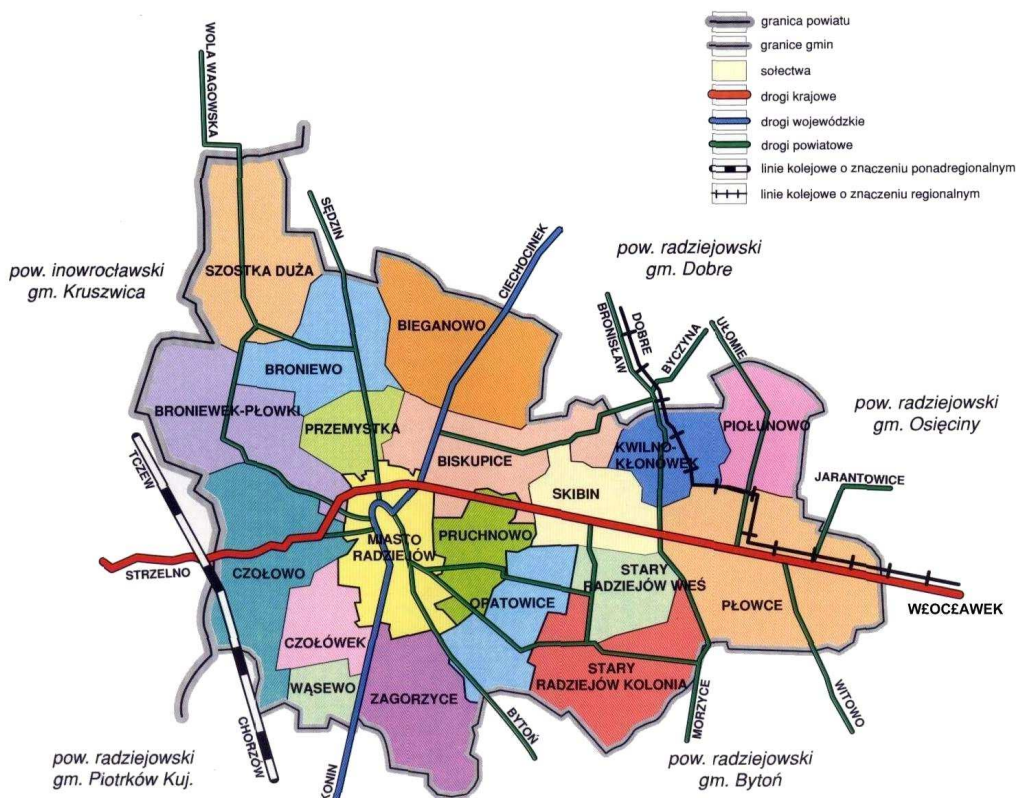 WOLA WAGOWSKA
granica powiatu
granice gmin
sołectwa
drogi krajowe
drogi wojewódzkie
drogi powiatowe
linie kolejowe o znaczeniu ponadregionalnym
linie kolejowe o znaczeniu regionalnym
SĘDZIN
CIECHOCINEK
pow. radziejowski
gm. Dobre
pow. inowrocławski
gm. Kruszwica
SZOSTKA DUŻA
BIEGANOWO
BRONISŁAW
DOBRE
BYCZYNA
UŁOMIE
BRONIEWO
BRONIEWEK-PŁOWKI
PRZEMYSTKA
BISKUPICE
KWILNO-
KŁONÓWEK
PIOŁUNOWO
pow. radziejowski
gm. Osięciny
JARANTOWICE
TCZEW
SKIBIN
MIASTO
RADZIEJÓW
PRUCHNOWO
STRZELNO
CZOŁOWO
STARY
RADZIEJÓW WIEŚ
OPATOWICE
PŁOWCE
W£OC£AWEK
CZOŁÓWEK
STARY
RADZIEJÓW KOLONIA
WĄSEWO
ZAGORZYCE
CHORZÓW
KONIN
BYTOŃ
MORZYCE
WITOWO
pow. radziejowski
gm. Piotrków Kuj.
pow. radziejowski
gm. Bytoń